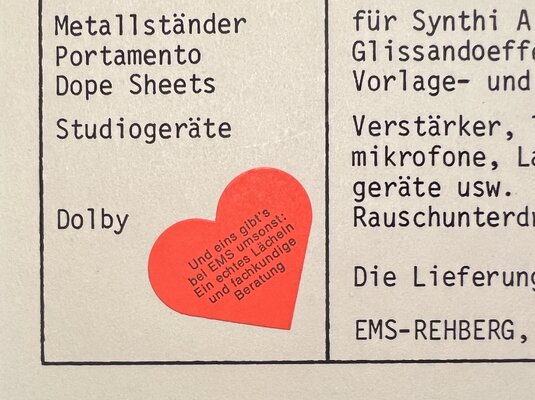 Metallständer
Portamento
Dope Sheets
Studiogeräte
Dolby
Und eins gibt's
bei EMS umsonst:
Ein echtes Lächeln
und fachkundige
Beratung
für Synthi A
Glissandoeffe
Vorlage- und
Verstärker,
mikrofone, La
geräte usw.
Rauschunterdr
Die Lieferung
EMS-REHBERG,